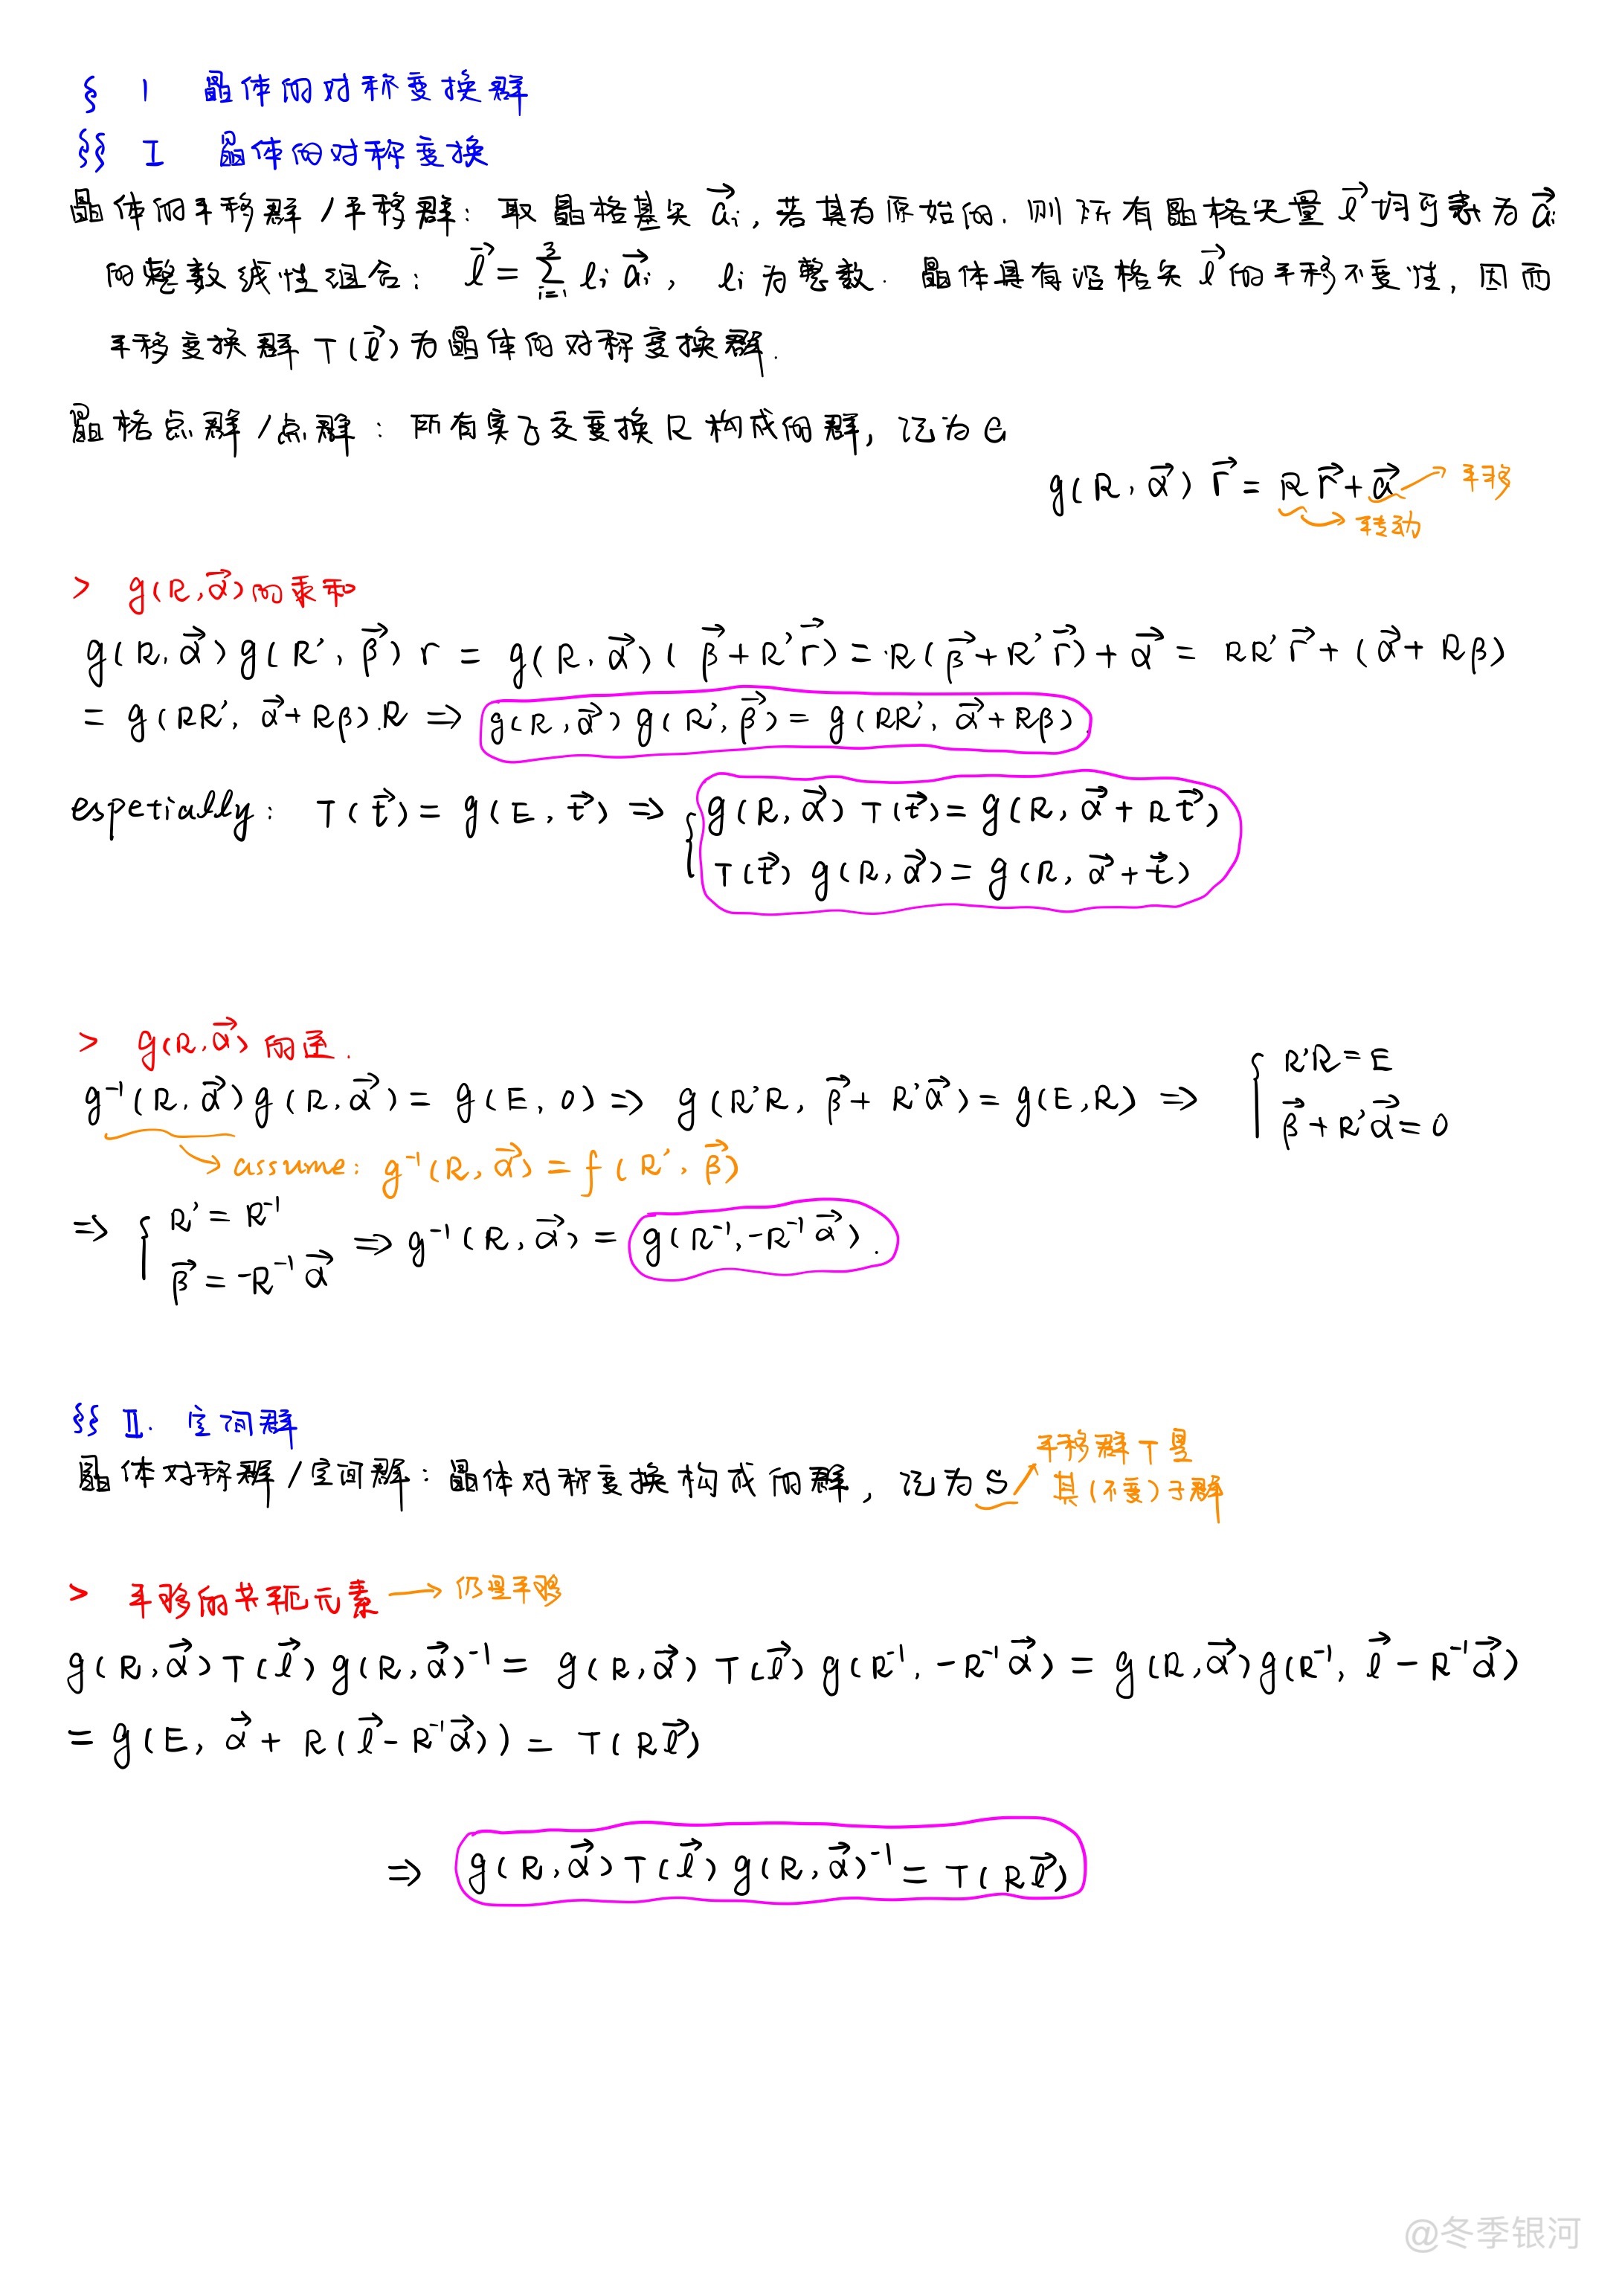 § 1 晶体的对称变换群
§§ I 晶体的对称变换
晶体的平移群/平移群: 取晶格基矢 $\vec{a}_i$, 若其为原始的, 则所有晶格矢量 $\vec{l}$ 均可表为 $\vec{a}_i$
的整数线性组合: $\vec{l} = \sum_{i=1}^{3} l_i \vec{a}_i$, $l_i$ 为整数. 晶体具有沿格矢 $\vec{l}$ 的平移不变性, 因而
平移变换群 $T(\vec{l})$ 为晶体的对称变换群.
晶格点群/点群: 所有实正交变换 R 构成的群, 记为 G
$g(R, \vec{\alpha}) \vec{r} = R\vec{r} + \vec{\alpha}$ → 平移
→ 转动
> $g(R, \vec{\alpha})$ 的乘积
$g(R, \vec{\alpha}) g(R', \vec{\beta}) r = g(R, \vec{\alpha}) (\vec{\beta} + R'\vec{r}) = R(\vec{\beta} + R'\vec{r}) + \vec{\alpha} = RR'\vec{r} + (\vec{\alpha} + R\beta)$
$= g(RR', \vec{\alpha} + R\beta).R \Rightarrow g(R, \vec{\alpha}) g(R', \vec{\beta}) = g(RR', \vec{\alpha} + R\beta).$
espetially: $T(\vec{t}) = g(E, \vec{t}) \Rightarrow \{ g(R, \vec{\alpha}) T(\vec{t}) = g(R, \vec{\alpha} + R\vec{t})$
$T(\vec{t}) g(R, \vec{\alpha}) = g(R, \vec{\alpha} + \vec{t})$
> $g(R, \vec{\alpha})$ 的逆.
$g^{-1}(R, \vec{\alpha}) g(R, \vec{\alpha}) = g(E, 0) \Rightarrow g(R'R, \vec{\beta} + R'\vec{\alpha}) = g(E, R) \Rightarrow \{ R'R = E$
$\vec{\beta} + R'\vec{\alpha} = 0$
→ assume: $g^{-1}(R, \vec{\alpha}) = f(R', \vec{\beta})$
$\Rightarrow \{ R' = R^{-1}$
$\vec{\beta} = -R^{-1}\vec{\alpha} \Rightarrow g^{-1}(R, \vec{\alpha}) = g(R^{-1}, -R^{-1}\vec{\alpha}).$
§§ II. 空间群
晶体对称群/空间群: 晶体对称变换构成的群, 记为 S → 平移群 T 是
其(不变)子群
> 平移的共轭元素 → 仍是平移
$g(R, \vec{\alpha}) T(\vec{l}) g(R, \vec{\alpha})^{-1} = g(R, \vec{\alpha}) T(\vec{l}) g(R^{-1}, -R^{-1}\vec{\alpha}) = g(R, \vec{\alpha}) g(R^{-1}, \vec{l} - R^{-1}\vec{\alpha})$
$= g(E, \vec{\alpha} + R(\vec{l} - R^{-1}\vec{\alpha})) = T(R\vec{l})$
$\Rightarrow g(R, \vec{\alpha}) T(\vec{l}) g(R, \vec{\alpha})^{-1} = T(R\vec{l})$
@冬季银河